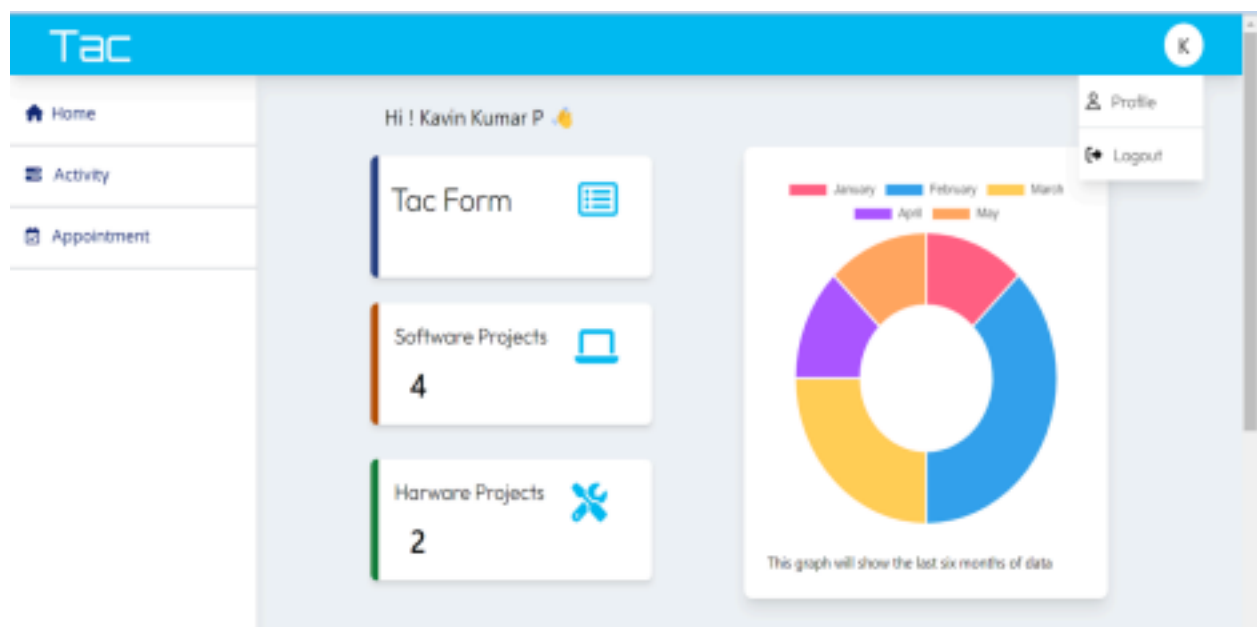 Tac
K
Profile
Logout
Home
Activity
Appointment
Hi ! Kavin Kumar P 👋
Tac Form
Software Projects
4
Harware Projects
2
January February March
April May
This graph will show the last six months of data